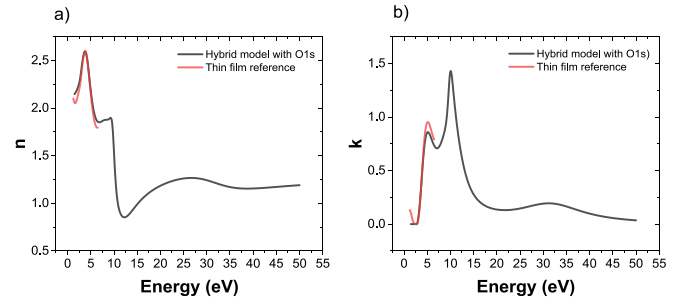 a)
Hybrid model with O1s
Thin film reference
2.5
2.0
1.5
1.0
0.5
n
0 5 10 15 20 25 30 35 40 45 50 55
Energy (eV)
b)
Hybrid model with O1s)
Thin film reference
1.5
1.0
0.5
0.0
k
0 5 10 15 20 25 30 35 40 45 50 55
Energy (eV)